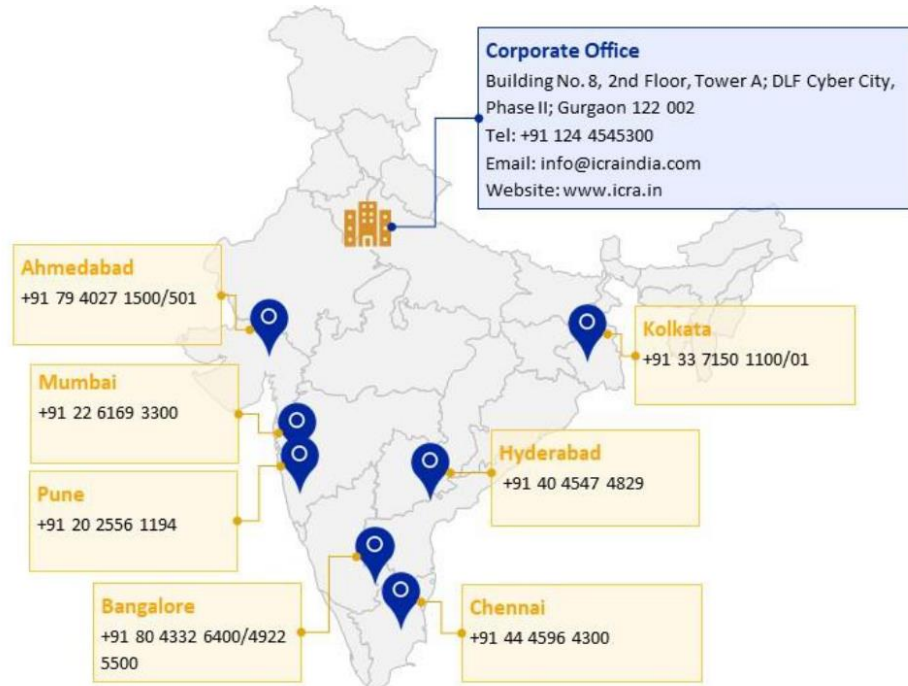 Corporate Office
Building No. 8, 2nd Floor, Tower A; DLF Cyber City,
Phase II; Gurgaon 122 002
Tel: +91 124 4545300
Email: info@icraindia.com
Website: www.icra.in
Ahmedabad
+91 79 4027 1500/501
Kolkata
+91 33 7150 1100/01
Mumbai
+91 22 6169 3300
Hyderabad
+91 40 4547 4829
Pune
+91 20 2556 1194
Bangalore
+91 80 4332 6400/4922
5500
Chennai
+91 44 4596 4300